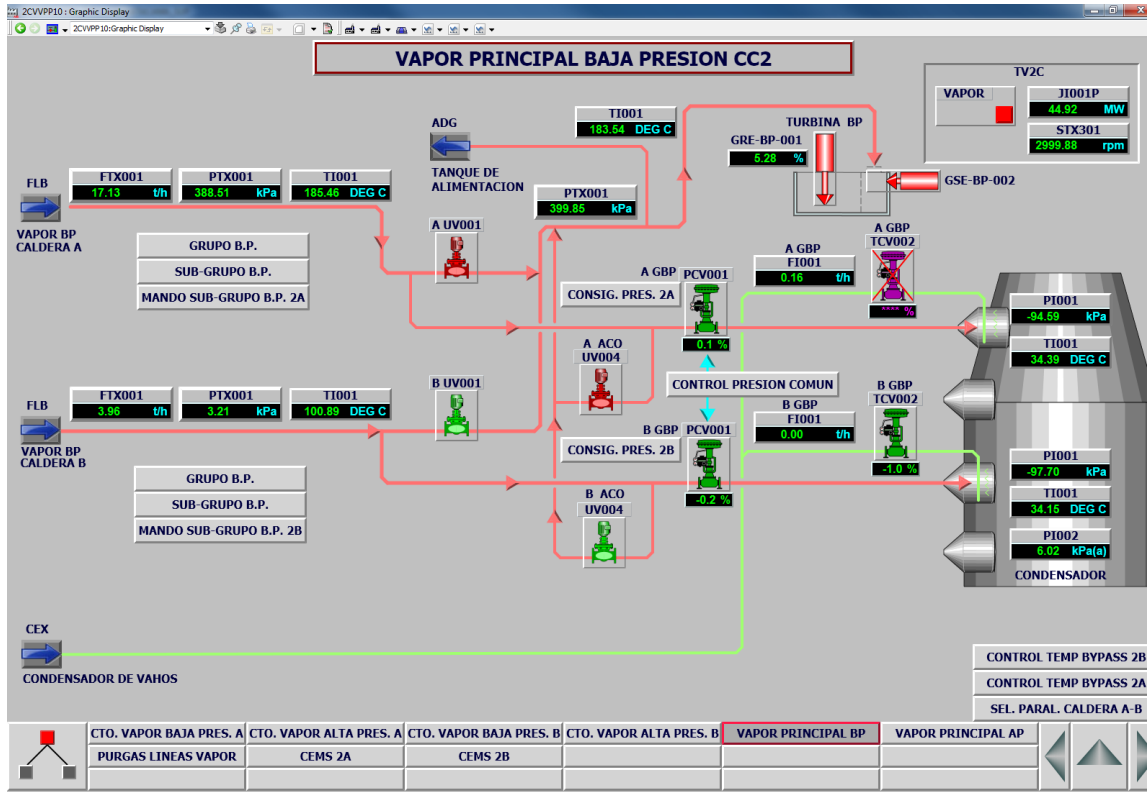 2CVVPP10 : Graphic Display
2CVVPP10:Graphic Display
VAPOR PRINCIPAL BAJA PRESION CC2
TV2C
VAPOR
JI001P
44.92 MW
STX301
2999.88 rpm
ADG
TANQUE DE
ALIMENTACION
TI001
183.54 DEG C
TURBINA BP
GRE-BP-001
5.28 %
GSE-BP-002
FLB
VAPOR BP
CALDERA A
FTX001
17.13 t/h
PTX001
388.51 kPa
TI001
185.46 DEG C
PTX001
399.85 kPa
A UV001
GRUPO B.P.
SUB-GRUPO B.P.
MANDO SUB-GRUPO B.P. 2A
A GBP
PCV001
CONSIG. PRES. 2A
0.1 %
A GBP
FI001
0.16 t/h
A GBP
TCV002
%
PI001
-94.59 kPa
TI001
34.39 DEG C
A ACO
UV004
CONTROL PRESION COMUN
FLB
VAPOR BP
CALDERA B
FTX001
3.96 t/h
PTX001
3.21 kPa
TI001
100.89 DEG C
B UV001
B GBP
FI001
0.00 t/h
B GBP
TCV002
-1.0 %
B GBP
PCV001
CONSIG. PRES. 2B
-0.2 %
GRUPO B.P.
SUB-GRUPO B.P.
MANDO SUB-GRUPO B.P. 2B
B ACO
UV004
PI001
-97.70 kPa
TI001
34.15 DEG C
PI002
6.02 kPa(a)
CONDENSADOR
CEX
CONDENSADOR DE VAHOS
CONTROL TEMP BYPASS 2B
CONTROL TEMP BYPASS 2A
SEL. PARAL. CALDERA A-B
CTO. VAPOR BAJA PRES. A CTO. VAPOR ALTA PRES. A CTO. VAPOR BAJA PRES. B CTO. VAPOR ALTA PRES. B VAPOR PRINCIPAL BP VAPOR PRINCIPAL AP
PURGAS LINEAS VAPOR CEMS 2A CEMS 2B